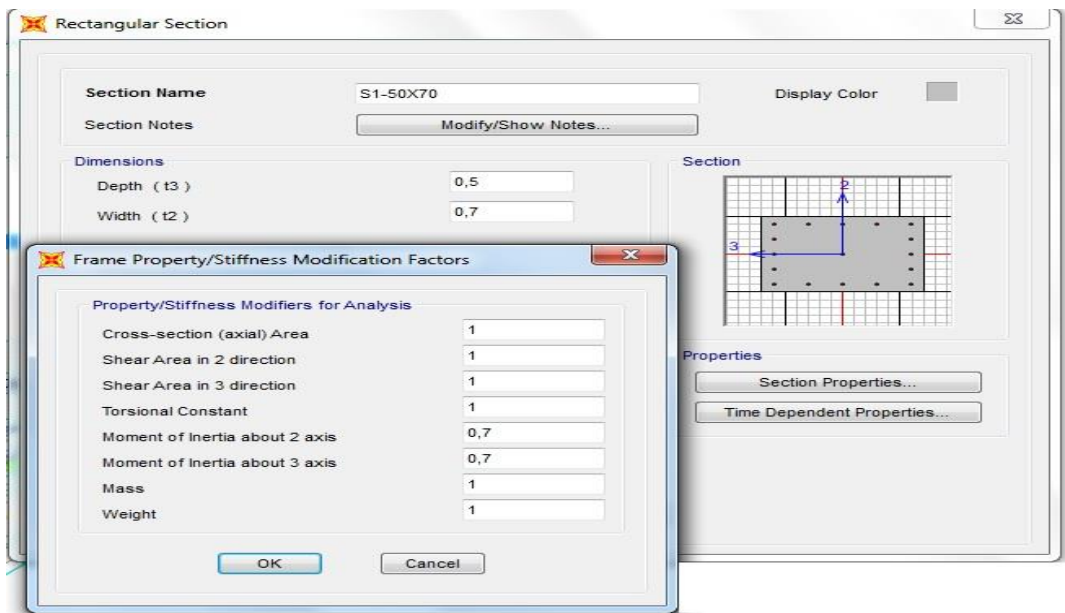 Rectangular Section
Section Name S1-50X70 Display Color
Section Notes Modify/Show Notes...
Dimensions
Depth ( t3 ) 0,5
Width ( t2 ) 0,7
Section
2
3
Properties
Section Properties...
Time Dependent Properties...
Frame Property/Stiffness Modification Factors
Property/Stiffness Modifiers for Analysis
Cross-section (axial) Area 1
Shear Area in 2 direction 1
Shear Area in 3 direction 1
Torsional Constant 1
Moment of Inertia about 2 axis 0,7
Moment of Inertia about 3 axis 0,7
Mass 1
Weight 1
OK Cancel